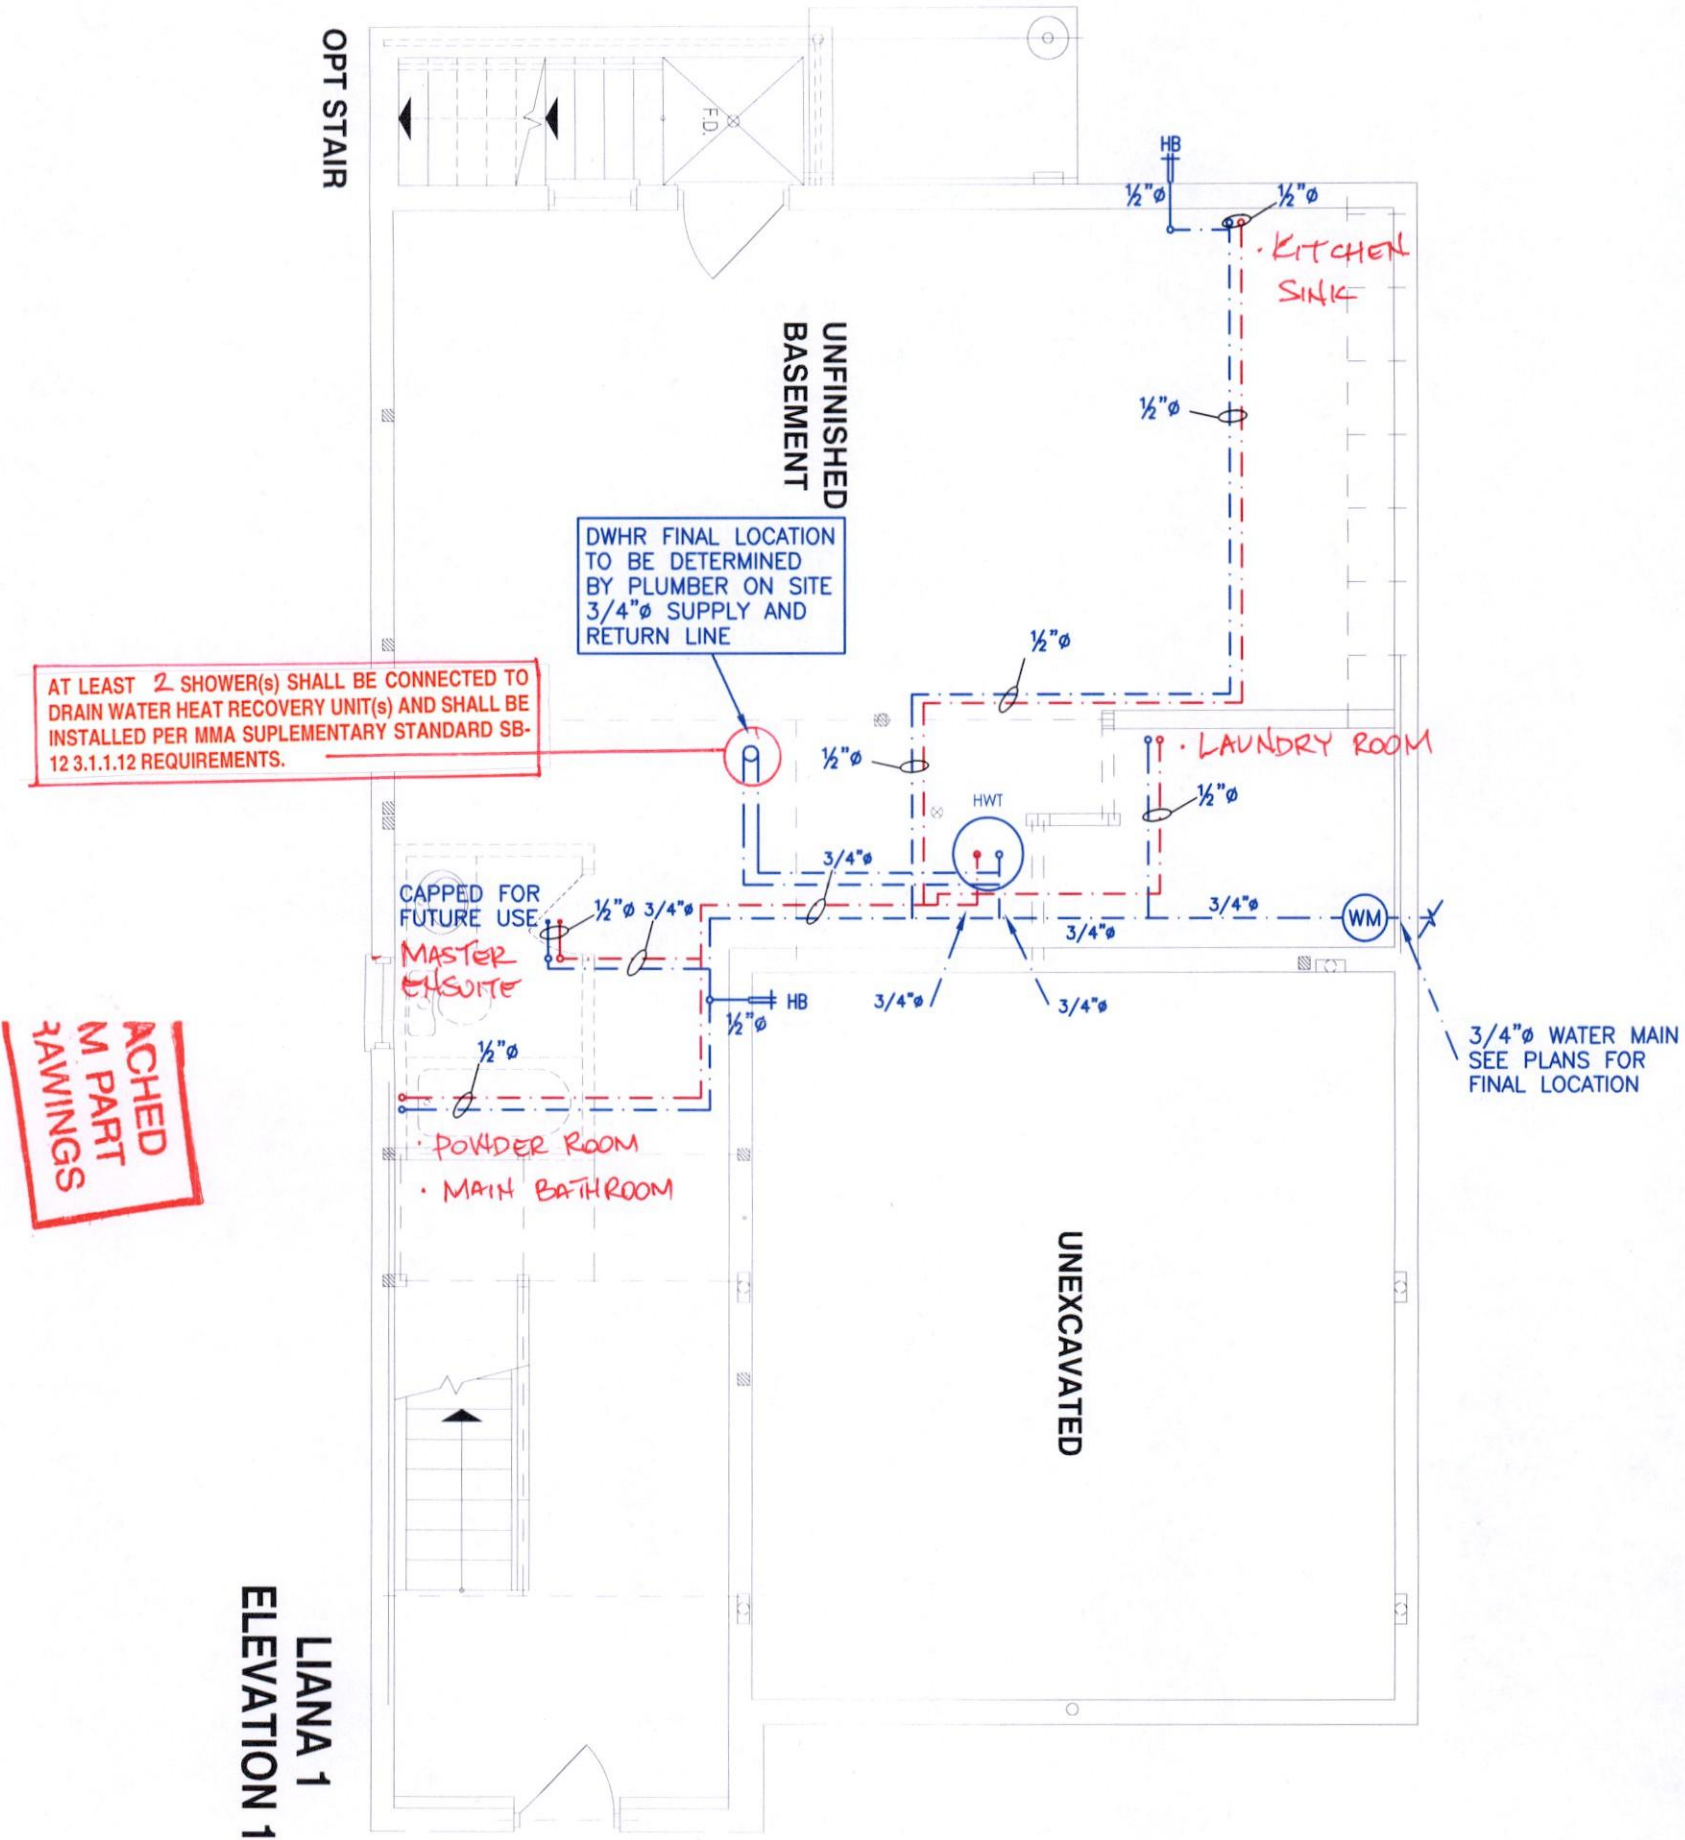 OPT STAIR
F.D.
HB
½"ø
½"ø
· KITCHEN
SINK
½"ø
UNFINISHED
BASEMENT
DWHR FINAL LOCATION
TO BE DETERMINED
BY PLUMBER ON SITE
3/4"ø SUPPLY AND
RETURN LINE
½"ø
AT LEAST 2 SHOWER(s) SHALL BE CONNECTED TO
DRAIN WATER HEAT RECOVERY UNIT(s) AND SHALL BE
INSTALLED PER MMA SUPLEMENTARY STANDARD SB-
12 3.1.1.12 REQUIREMENTS.
½"ø
· LAUNDRY ROOM
½"ø
HWT
3/4"ø
CAPPED FOR
FUTURE USE
½"ø 3/4"ø
MASTER
ENSUITE
3/4"ø
3/4"ø
WM
HB
½"ø
3/4"ø
3/4"ø
3/4"ø WATER MAIN
SEE PLANS FOR
FINAL LOCATION
½"ø
· POWDER ROOM
· MAIN BATHROOM
ACHED
M PART
RAWINGS
UNEXCAVATED
LIANA 1
ELEVATION 1